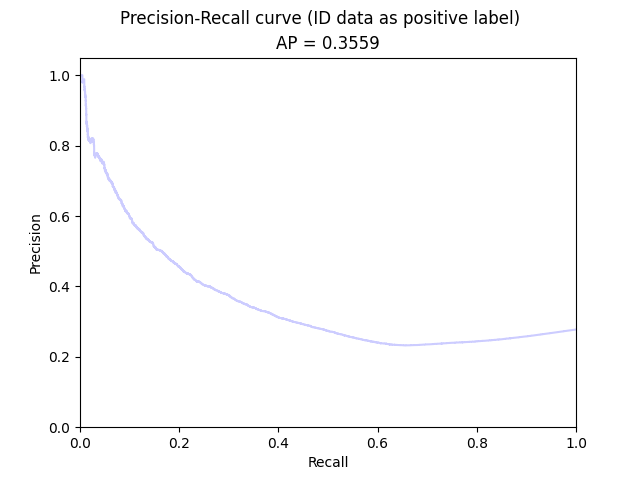 Precision-Recall curve (ID data as positive label)
AP = 0.3559
1.0
0.8
0.6
0.4
0.2
0.0
Precision
0.0 0.2 0.4 0.6 0.8 1.0
Recall